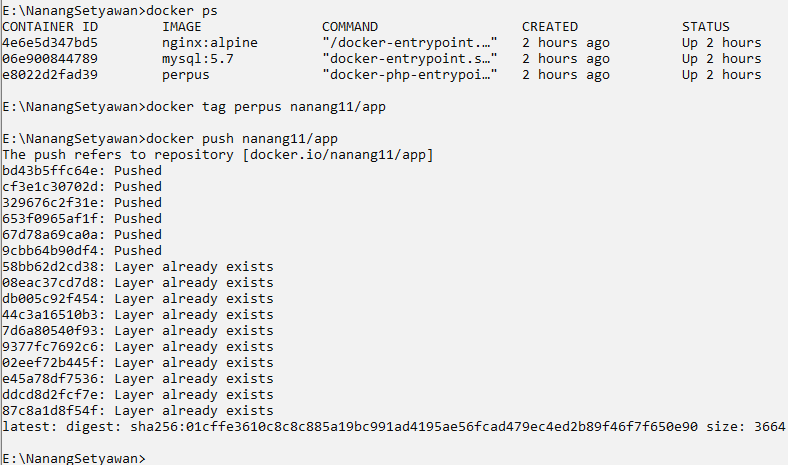 E:\NanangSetyawan>docker ps
CONTAINER ID        IMAGE               COMMAND                  CREATED             STATUS
4e6e5d347bd5        nginx:alpine        "/docker-entrypoint.…"   2 hours ago         Up 2 hours
06e900844789        mysql:5.7           "docker-entrypoint.s…"   2 hours ago         Up 2 hours
e8022d2fad39        perpus              "docker-php-entrypoi…"   2 hours ago         Up 2 hours
E:\NanangSetyawan>docker tag perpus nanang11/app
E:\NanangSetyawan>docker push nanang11/app
The push refers to repository [docker.io/nanang11/app]
bd43b5ffc64e: Pushed
cf3e1c30702d: Pushed
329676c2f31e: Pushed
653f0965af1f: Pushed
67d78a69ca0a: Pushed
9cbb64b90df4: Pushed
58bb62d2cd38: Layer already exists
08eac37cd7d8: Layer already exists
db005c92f454: Layer already exists
44c3a16510b3: Layer already exists
7d6a80540f93: Layer already exists
9377fc7692c6: Layer already exists
02eef72b445f: Layer already exists
e45a78df7536: Layer already exists
ddcd8d2fcf7e: Layer already exists
87c8a1d8f54f: Layer already exists
latest: digest: sha256:01cffe3610c8c8c885a19bc991ad4195ae56fcad479ec4ed2b89f46f7f650e90 size: 3664
E:\NanangSetyawan>